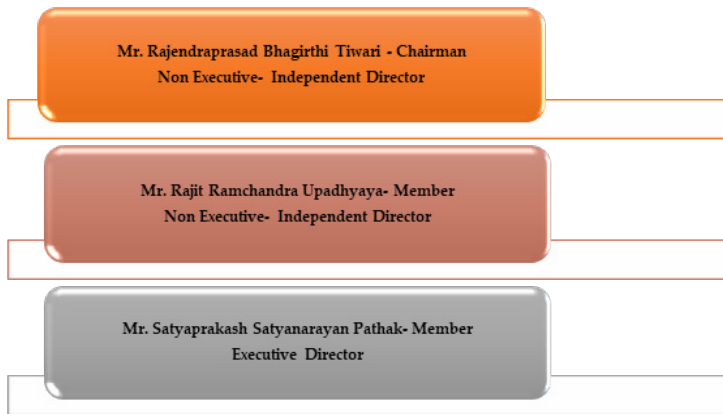 Mr. Rajendraprasad Bhagirthi Tiwari - Chairman
Non Executive- Independent Director
Mr. Rajit Ramchandra Upadhyaya- Member
Non Executive- Independent Director
Mr. Satyaprakash Satyanarayan Pathak- Member
Executive Director